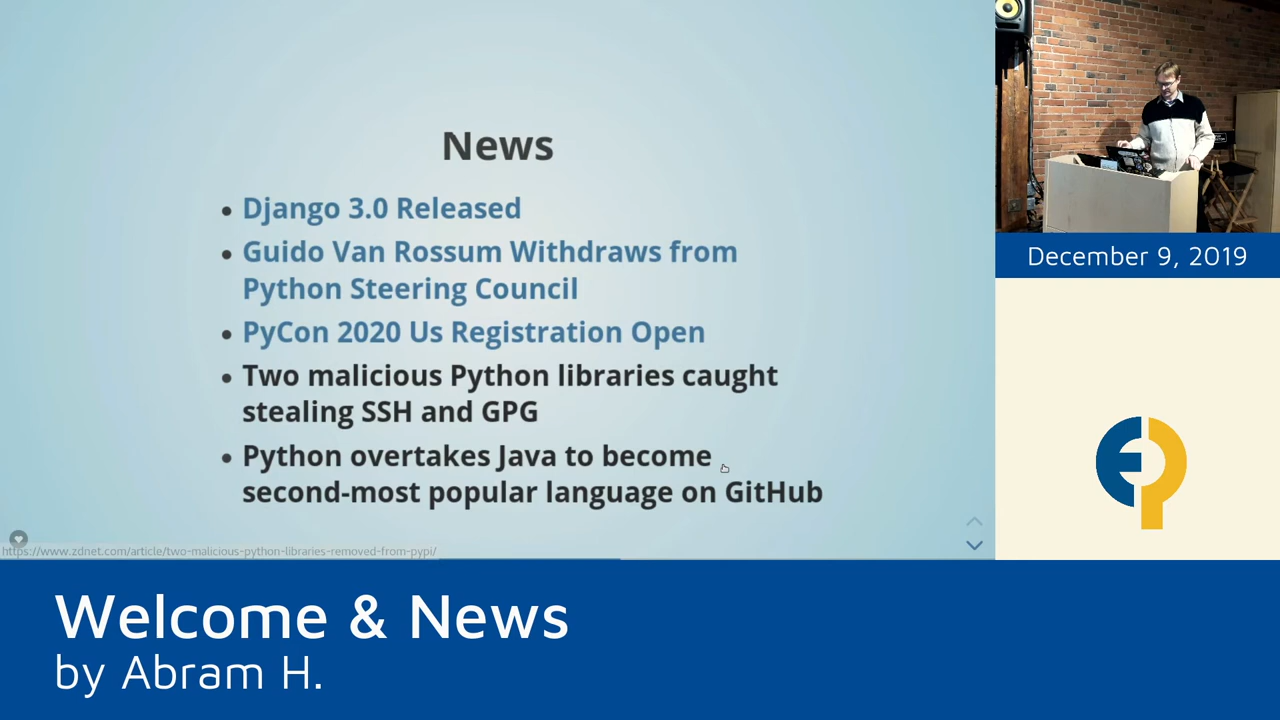 News
Django 3.0 Released
Guido Van Rossum Withdraws from
Python Steering Council
PyCon 2020 Us Registration Open
Two malicious Python libraries caught
stealing SSH and GPG
Python overtakes Java to become
second-most popular language on GitHub
https://www.zdnet.com/article/two-malicious-python-libraries-removed-from-pypi/
December 9, 2019
Welcome & News
by Abram H.